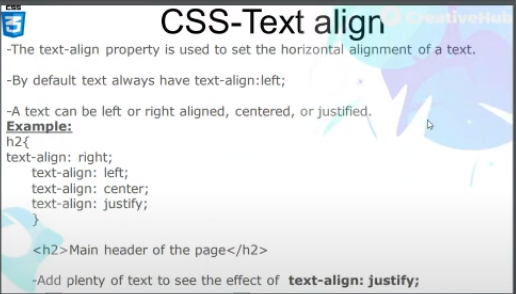 CSS
3
CSS-Text align
CreativeHub
-The text-align property is used to set the horizontal alignment of a text.
-By default text always have text-align:left;
-A text can be left or right aligned, centered, or justified.
Example:
h2{
text-align: right;
text-align: left;
text-align: center;
text-align: justify;
}
<h2>Main header of the page</h2>
-Add plenty of text to see the effect of text-align: justify;